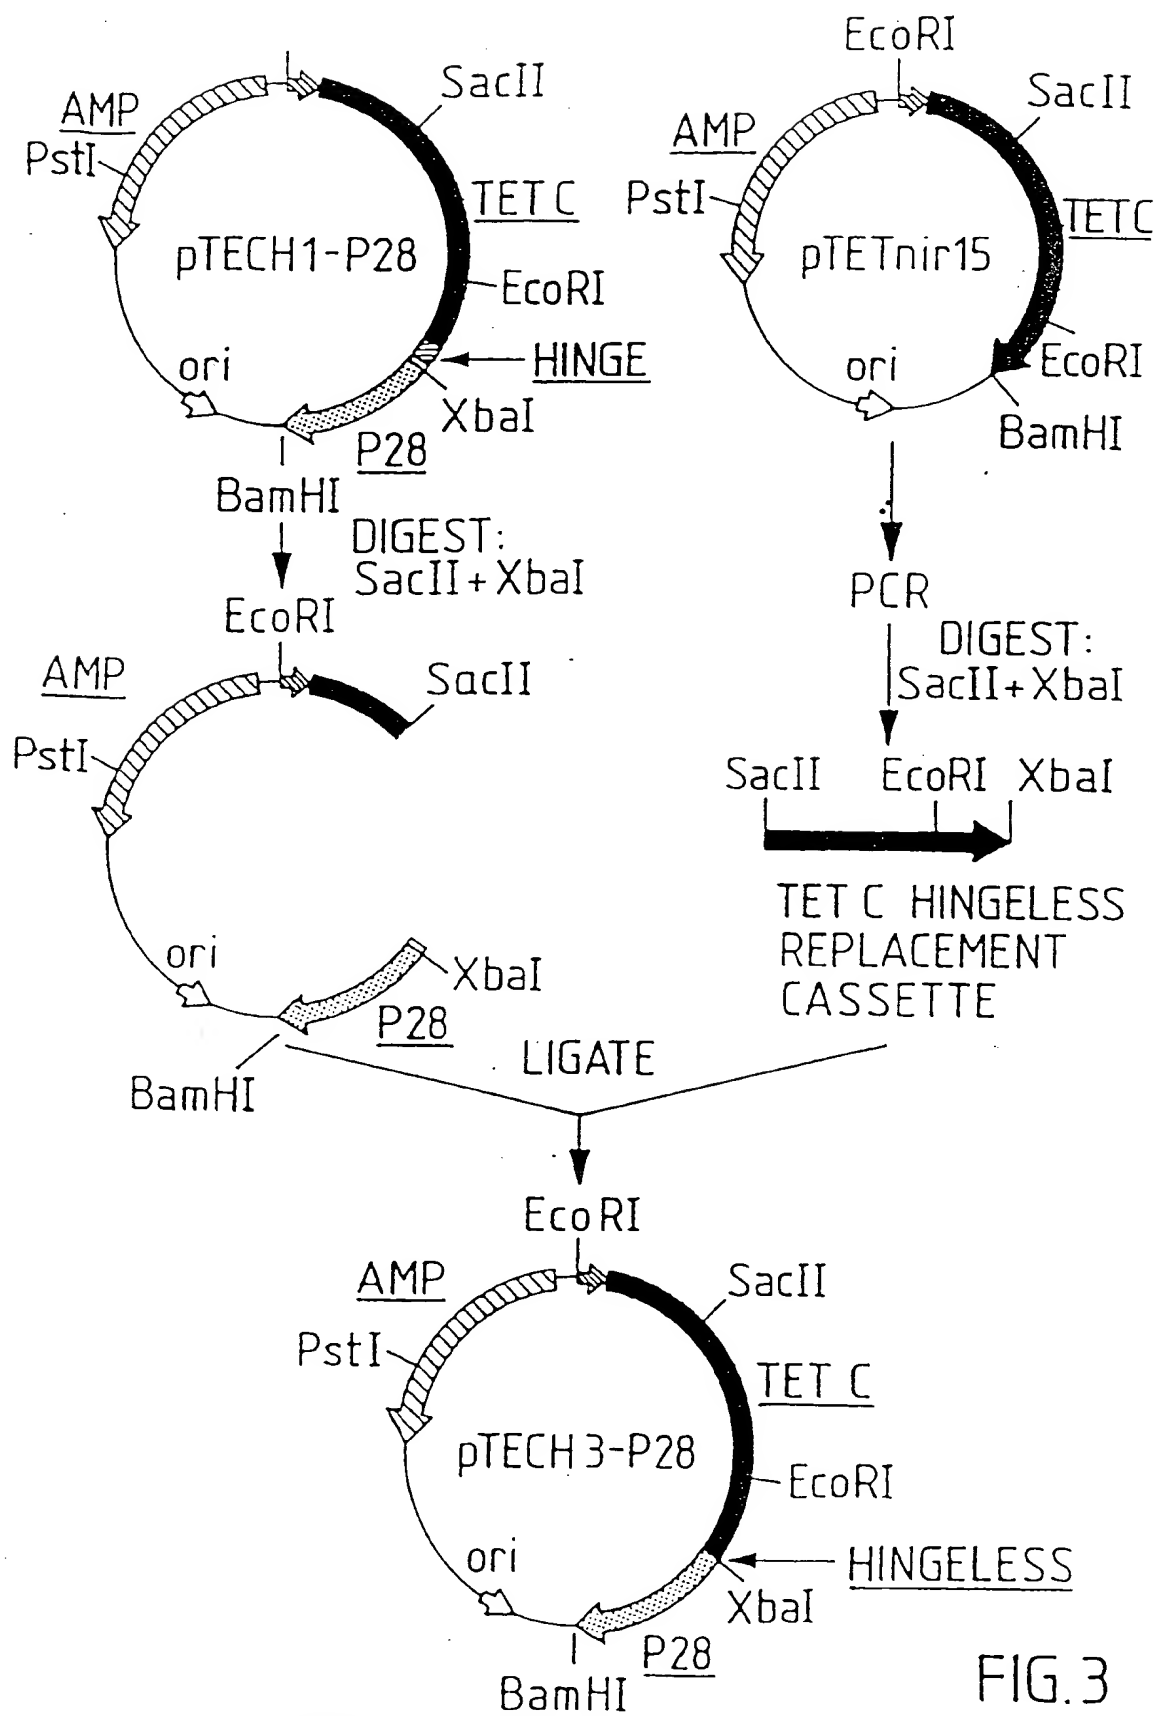 SacII
AMP
PstI
TET C
pTECH1-P28
EcoRI
HINGE
ori
XbaI
P28
BamHI
EcoRI
SacII
AMP
PstI
TETC
pTETnir15
EcoRI
ori
BamHI
DIGEST:
SacII + XbaI
PCR
DIGEST:
SacII + XbaI
EcoRI
AMP
SacII
PstI
ori
XbaI
P28
BamHI
SacII EcoRI XbaI
TET C HINGELESS
REPLACEMENT
CASSETTE
LIGATE
EcoRI
AMP
SacII
PstI
TET C
pTECH3-P28
EcoRI
ori
HINGELESS
XbaI
P28
BamHI
FIG.3